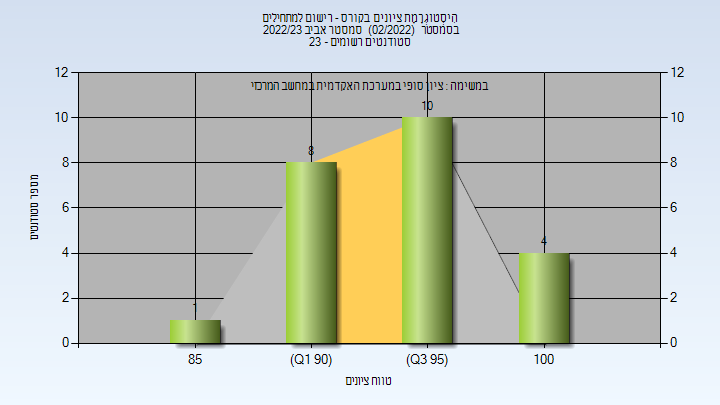 היסטוגרמת ציונים בקורס - רישום למתחילים
בסמסטר (02/2022) סמסטר אביב 2022/23
סטודנטים רשומים - 23
במשימה : ציון סופי במערכת האקדמית במחשב המרכזי
12
10
8
6
4
2
0
12
10
8
6
4
2
0
1
8
10
4
מספר סטודנטים
85
(Q1 90)
(Q3 95)
100
טווח ציונים